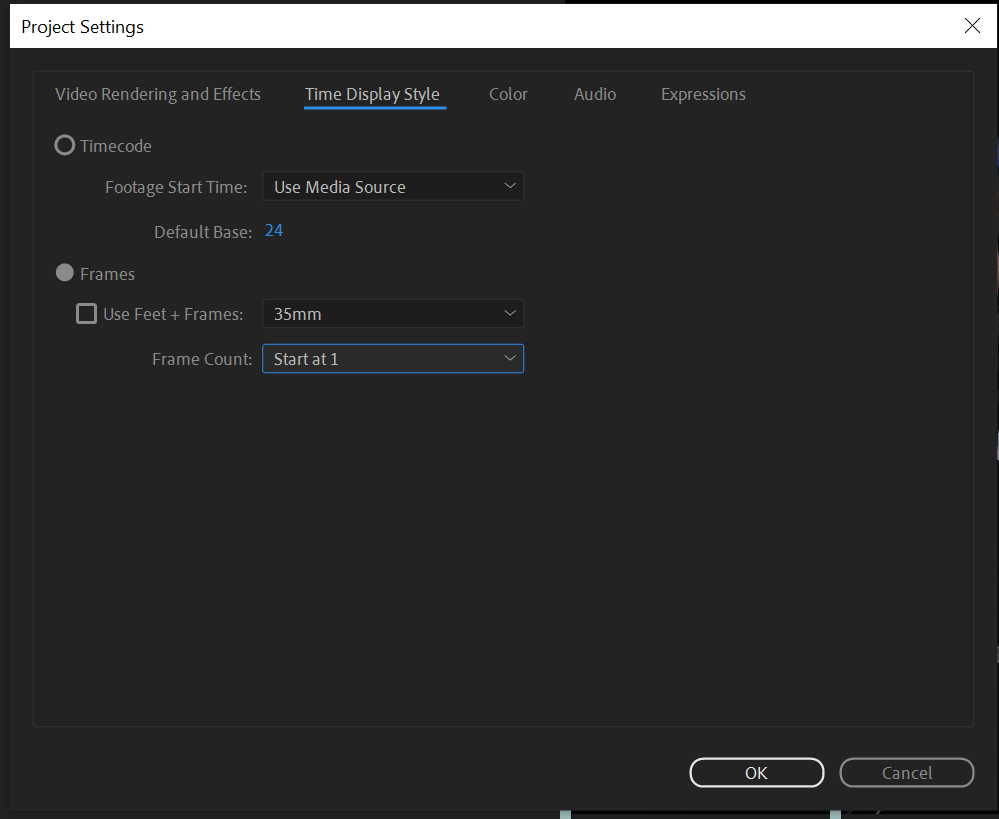 Project Settings
Video Rendering and Effects Time Display Style Color Audio Expressions
Timecode
Footage Start Time: Use Media Source
Default Base: 24
Frames
Use Feet + Frames: 35mm
Frame Count: Start at 1
OK Cancel